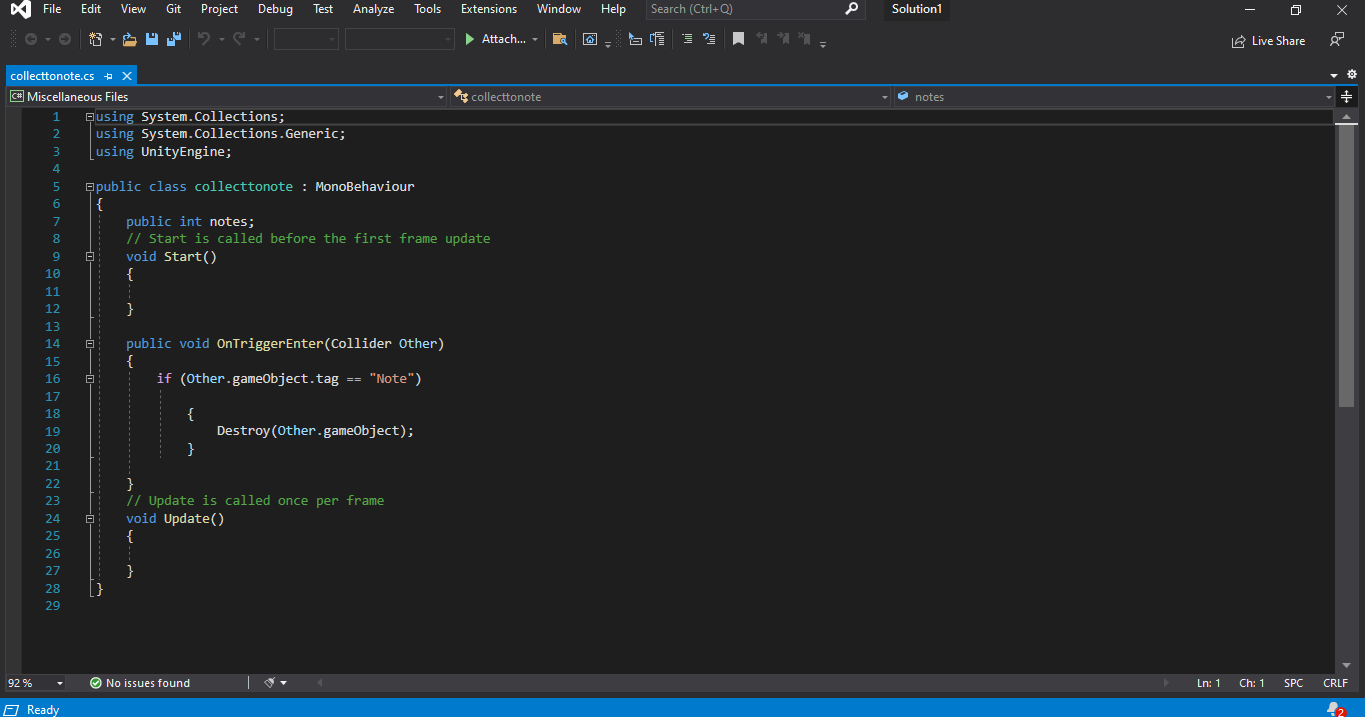 File Edit View Git Project Debug Test Analyze Tools Extensions Window Help Search (Ctrl+Q) Solution1
Attach... Live Share
collecttonote.cs
C# Miscellaneous Files collecttonote notes
1 using System.Collections;
2 using System.Collections.Generic;
3 using UnityEngine;
4
5 public class collecttonote : MonoBehaviour
6 {
7 public int notes;
8 // Start is called before the first frame update
9 void Start()
10 {
11
12 }
13
14 public void OnTriggerEnter(Collider Other)
15 {
16 if (Other.gameObject.tag == "Note")
17
18 {
19 Destroy(Other.gameObject);
20 }
21
22 }
23 // Update is called once per frame
24 void Update()
25 {
26
27 }
28 }
29
92 % No issues found Ln: 1 Ch: 1 SPC CRLF
Ready 2